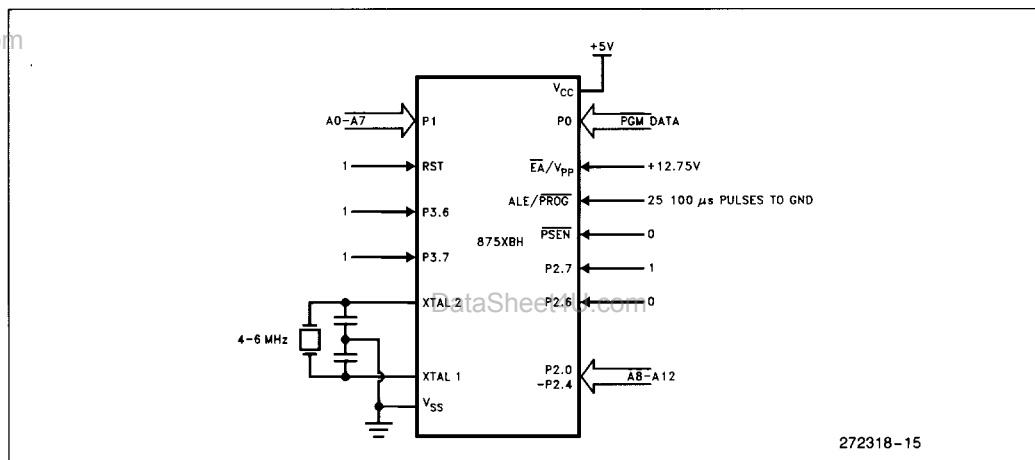 om
+5V
VCC
A0-A7 P1 P0 PGM DATA
1 RST EA/VPP +12.75V
ALE/PROG 25 100 μs PULSES TO GND
1 P3.6
875XBH PSEN 0
1 P3.7 P2.7 1
XTAL 2 P2.6 0
DataSheet4U.com
4-6 MHz
XTAL 1 P2.0
-P2.4 A8-A12
VSS
272318-15